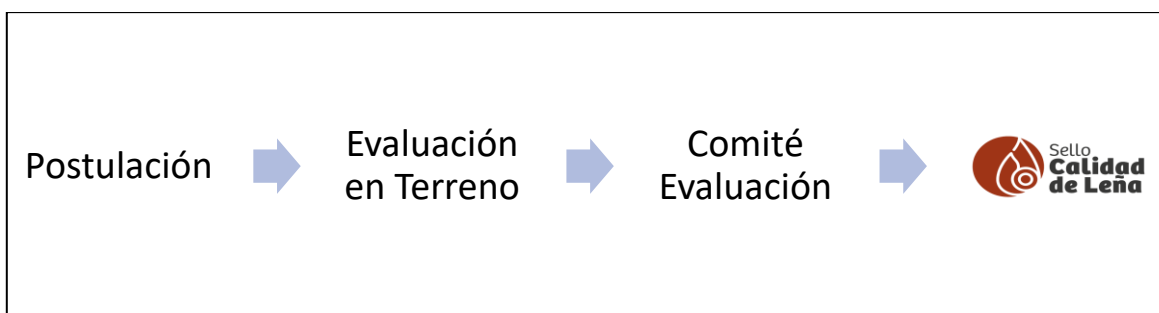 Postulación
Evaluación
en Terreno
Comité
Evaluación
Sello
Calidad
de Leña